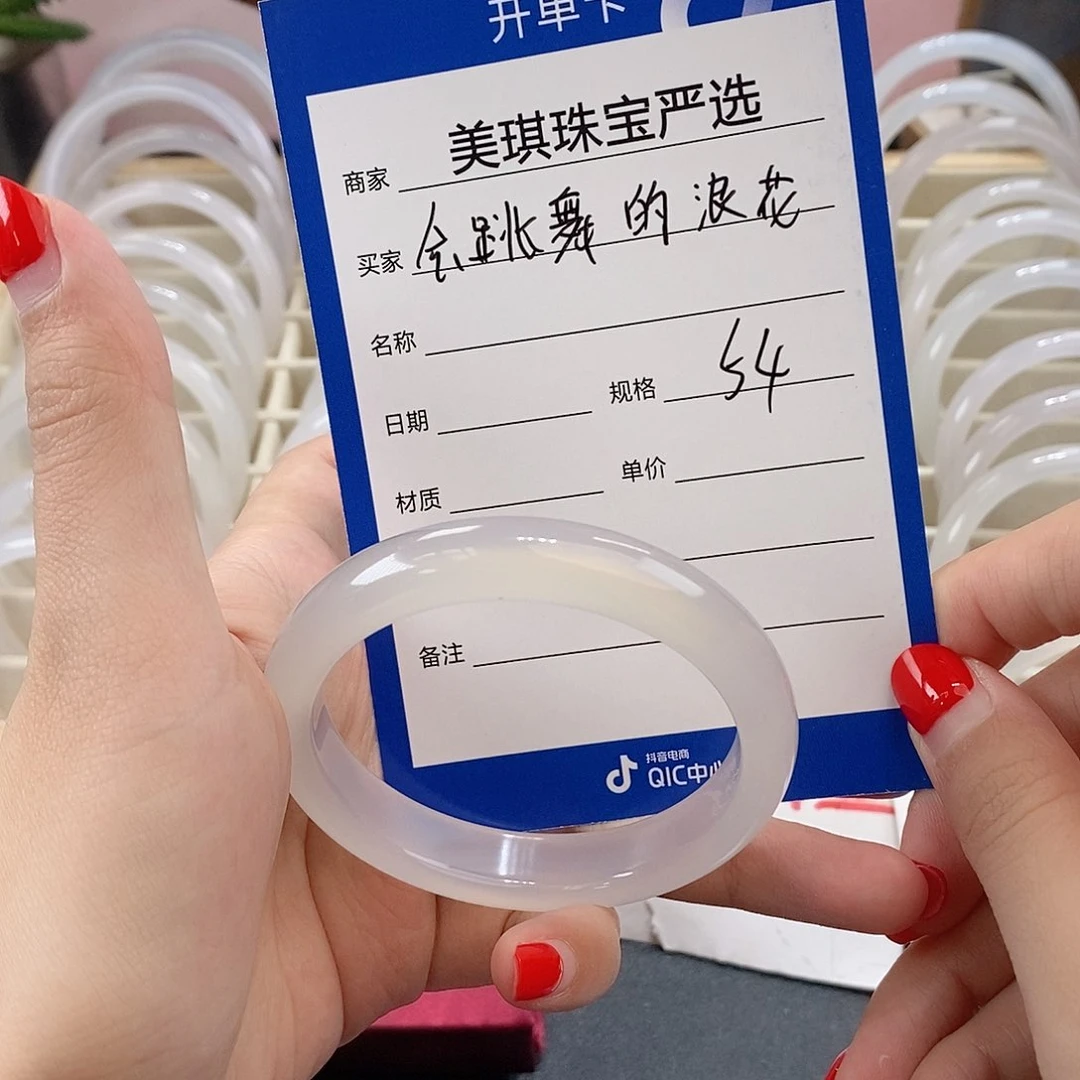 开单卡
商家 美琪珠宝严选
买家 会跳舞的浪花
名称
日期 规格 54
材质 单价
备注
抖音电商
QIC中心